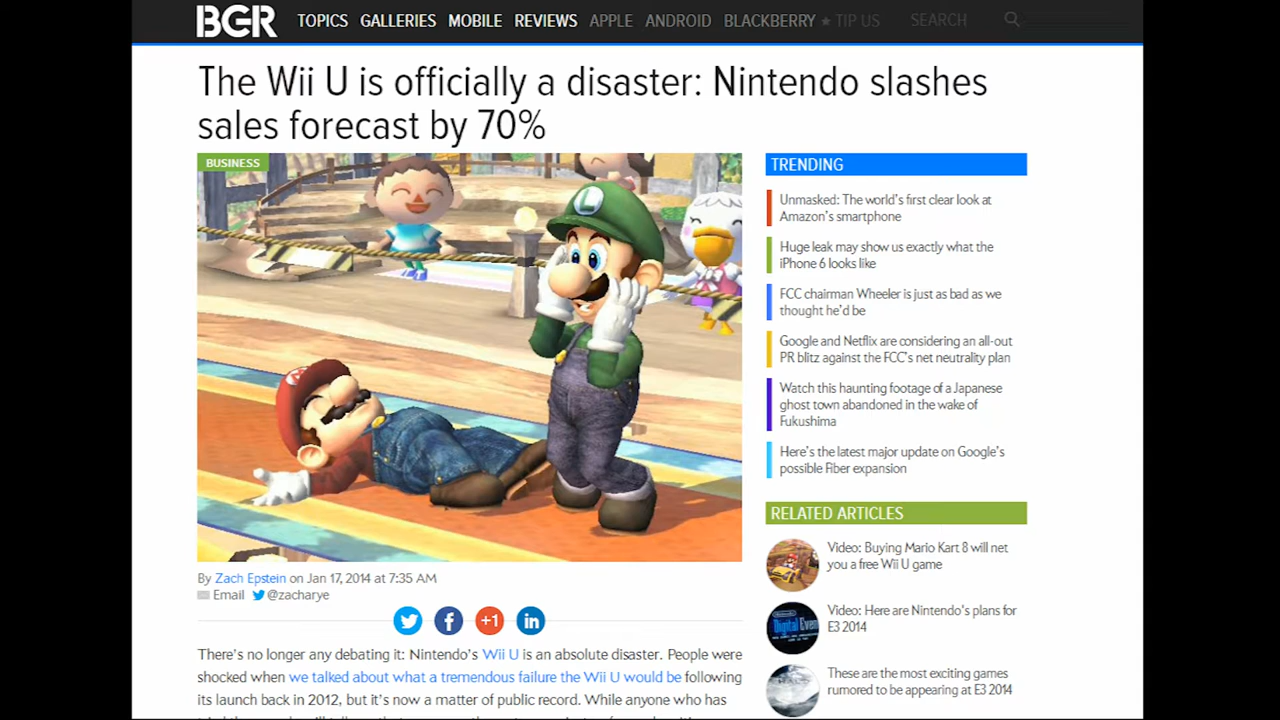 BGR TOPICS GALLERIES MOBILE REVIEWS APPLE ANDROID BLACKBERRY ★ TIP US SEARCH
The Wii U is officially a disaster: Nintendo slashes
sales forecast by 70%
BUSINESS
L
By Zach Epstein on Jan 17, 2014 at 7:35 AM
Email @zacharye
+1 in
There's no longer any debating it: Nintendo's Wii U is an absolute disaster. People were
shocked when we talked about what a tremendous failure the Wii U would be following
its launch back in 2012, but it's now a matter of public record. While anyone who has
TRENDING
Unmasked: The world's first clear look at
Amazon's smartphone
Huge leak may show us exactly what the
iPhone 6 looks like
FCC chairman Wheeler is just as bad as we
thought he'd be
Google and Netflix are considering an all-out
PR blitz against the FCC's net neutrality plan
Watch this haunting footage of a Japanese
ghost town abandoned in the wake of
Fukushima
Here's the latest major update on Google's
possible Fiber expansion
RELATED ARTICLES
Video: Buying Mario Kart 8 will net
you a free Wii U game
Nintendo
Digital Event
Video: Here are Nintendo's plans for
E3 2014
These are the most exciting games
rumored to be appearing at E3 2014